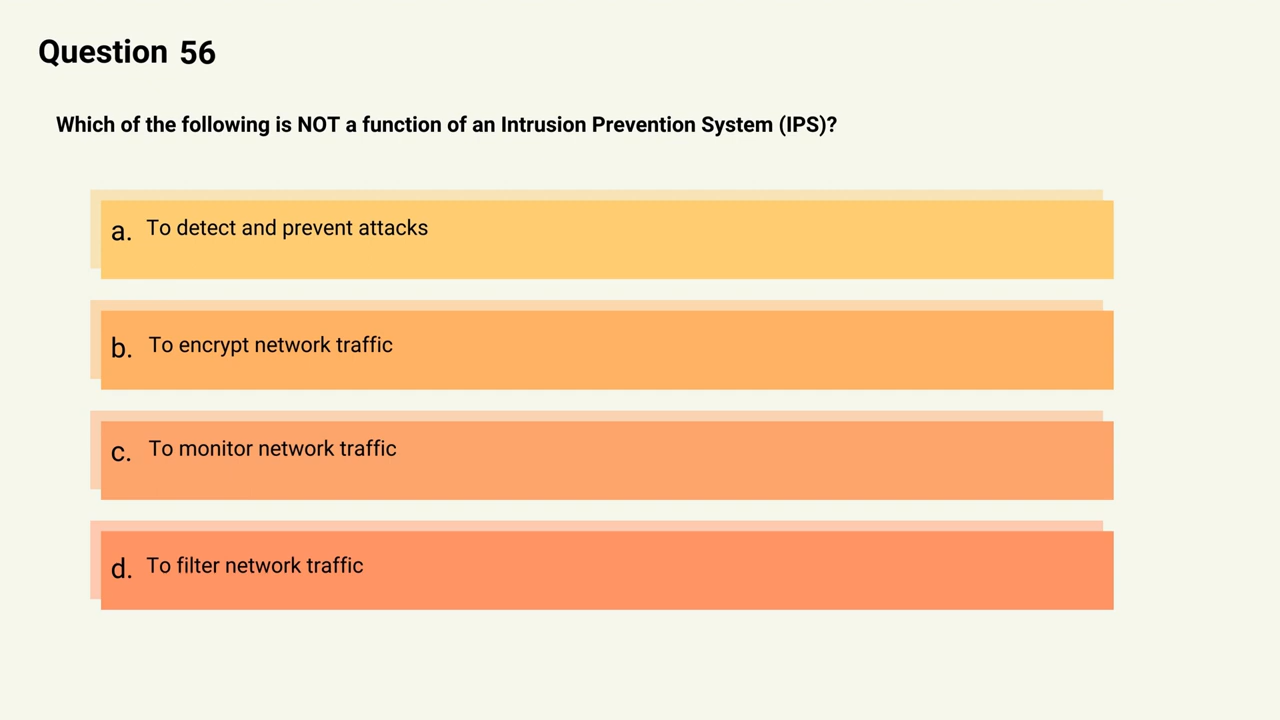 Question 56
Which of the following is NOT a function of an Intrusion Prevention System (IPS)?
a. To detect and prevent attacks
b. To encrypt network traffic
c. To monitor network traffic
d. To filter network traffic